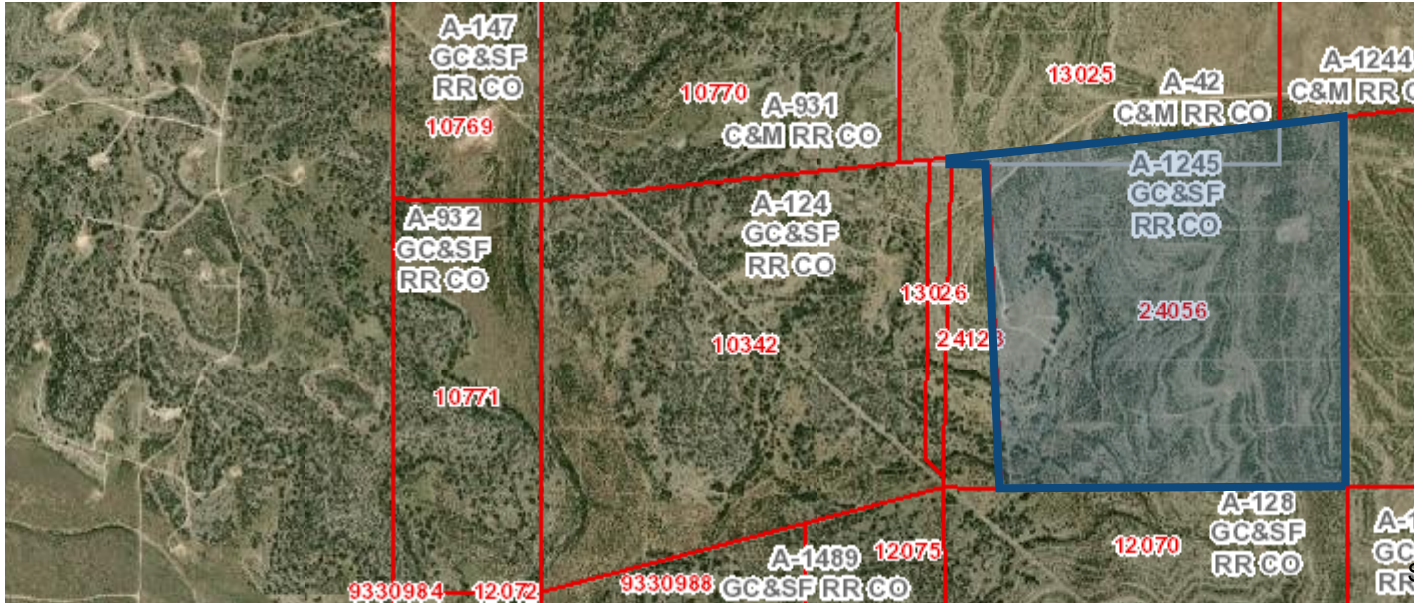 A-147
GC&SF
RR CO
10769
10770
A-931
C&M RR CO
13025
A-42
C&M RR CO
A-1244
C&M RR
A-932
GC&SF
RR CO
A-124
GC&SF
RR CO
A-1245
GC&SF
RR CO
13026
24128
24056
10342
10771
A-128
GC&SF
RR CO
12070
12075
A-1489
GC&SF RR CO
9330988
9330984
12072